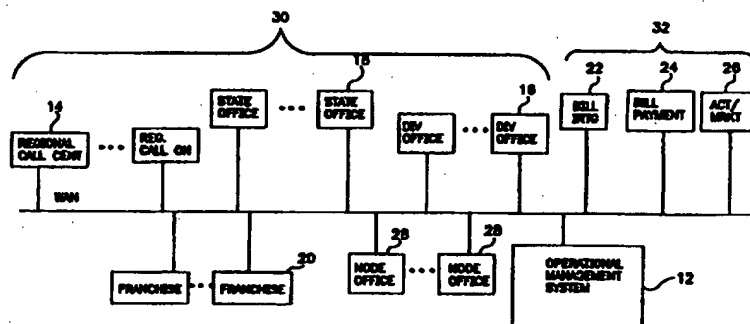 30
32
14
REGIONAL
CALL CENT
REG.
CALL CN
STATE
OFFICE
STATE
OFFICE
DIV
OFFICE
DIV
OFFICE
18
22
BILL
24
BILL
PAYMENT
26
ACT/
MRKT
WAN
FRANCHISE
FRANCHISE
20
NODE
OFFICE
28
NODE
OFFICE
28
OPERATIONAL
MANAGEMENT
SYSTEM
12